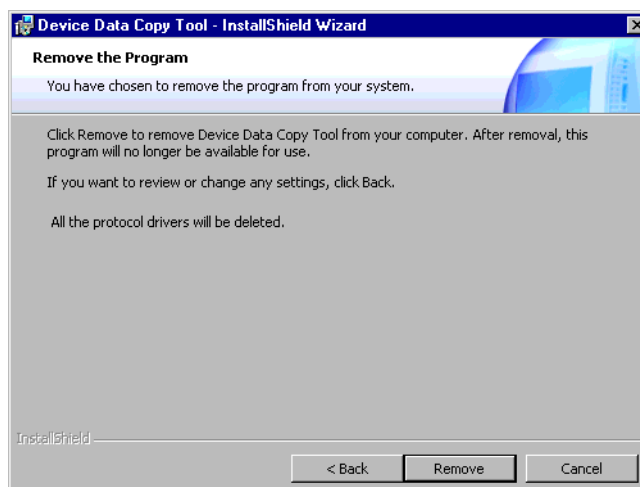 Device Data Copy Tool - InstallShield Wizard
Remove the Program
You have chosen to remove the program from your system.
Click Remove to remove Device Data Copy Tool from your computer. After removal, this
program will no longer be available for use.
If you want to review or change any settings, click Back.
All the protocol drivers will be deleted.
InstallShield
< Back Remove Cancel